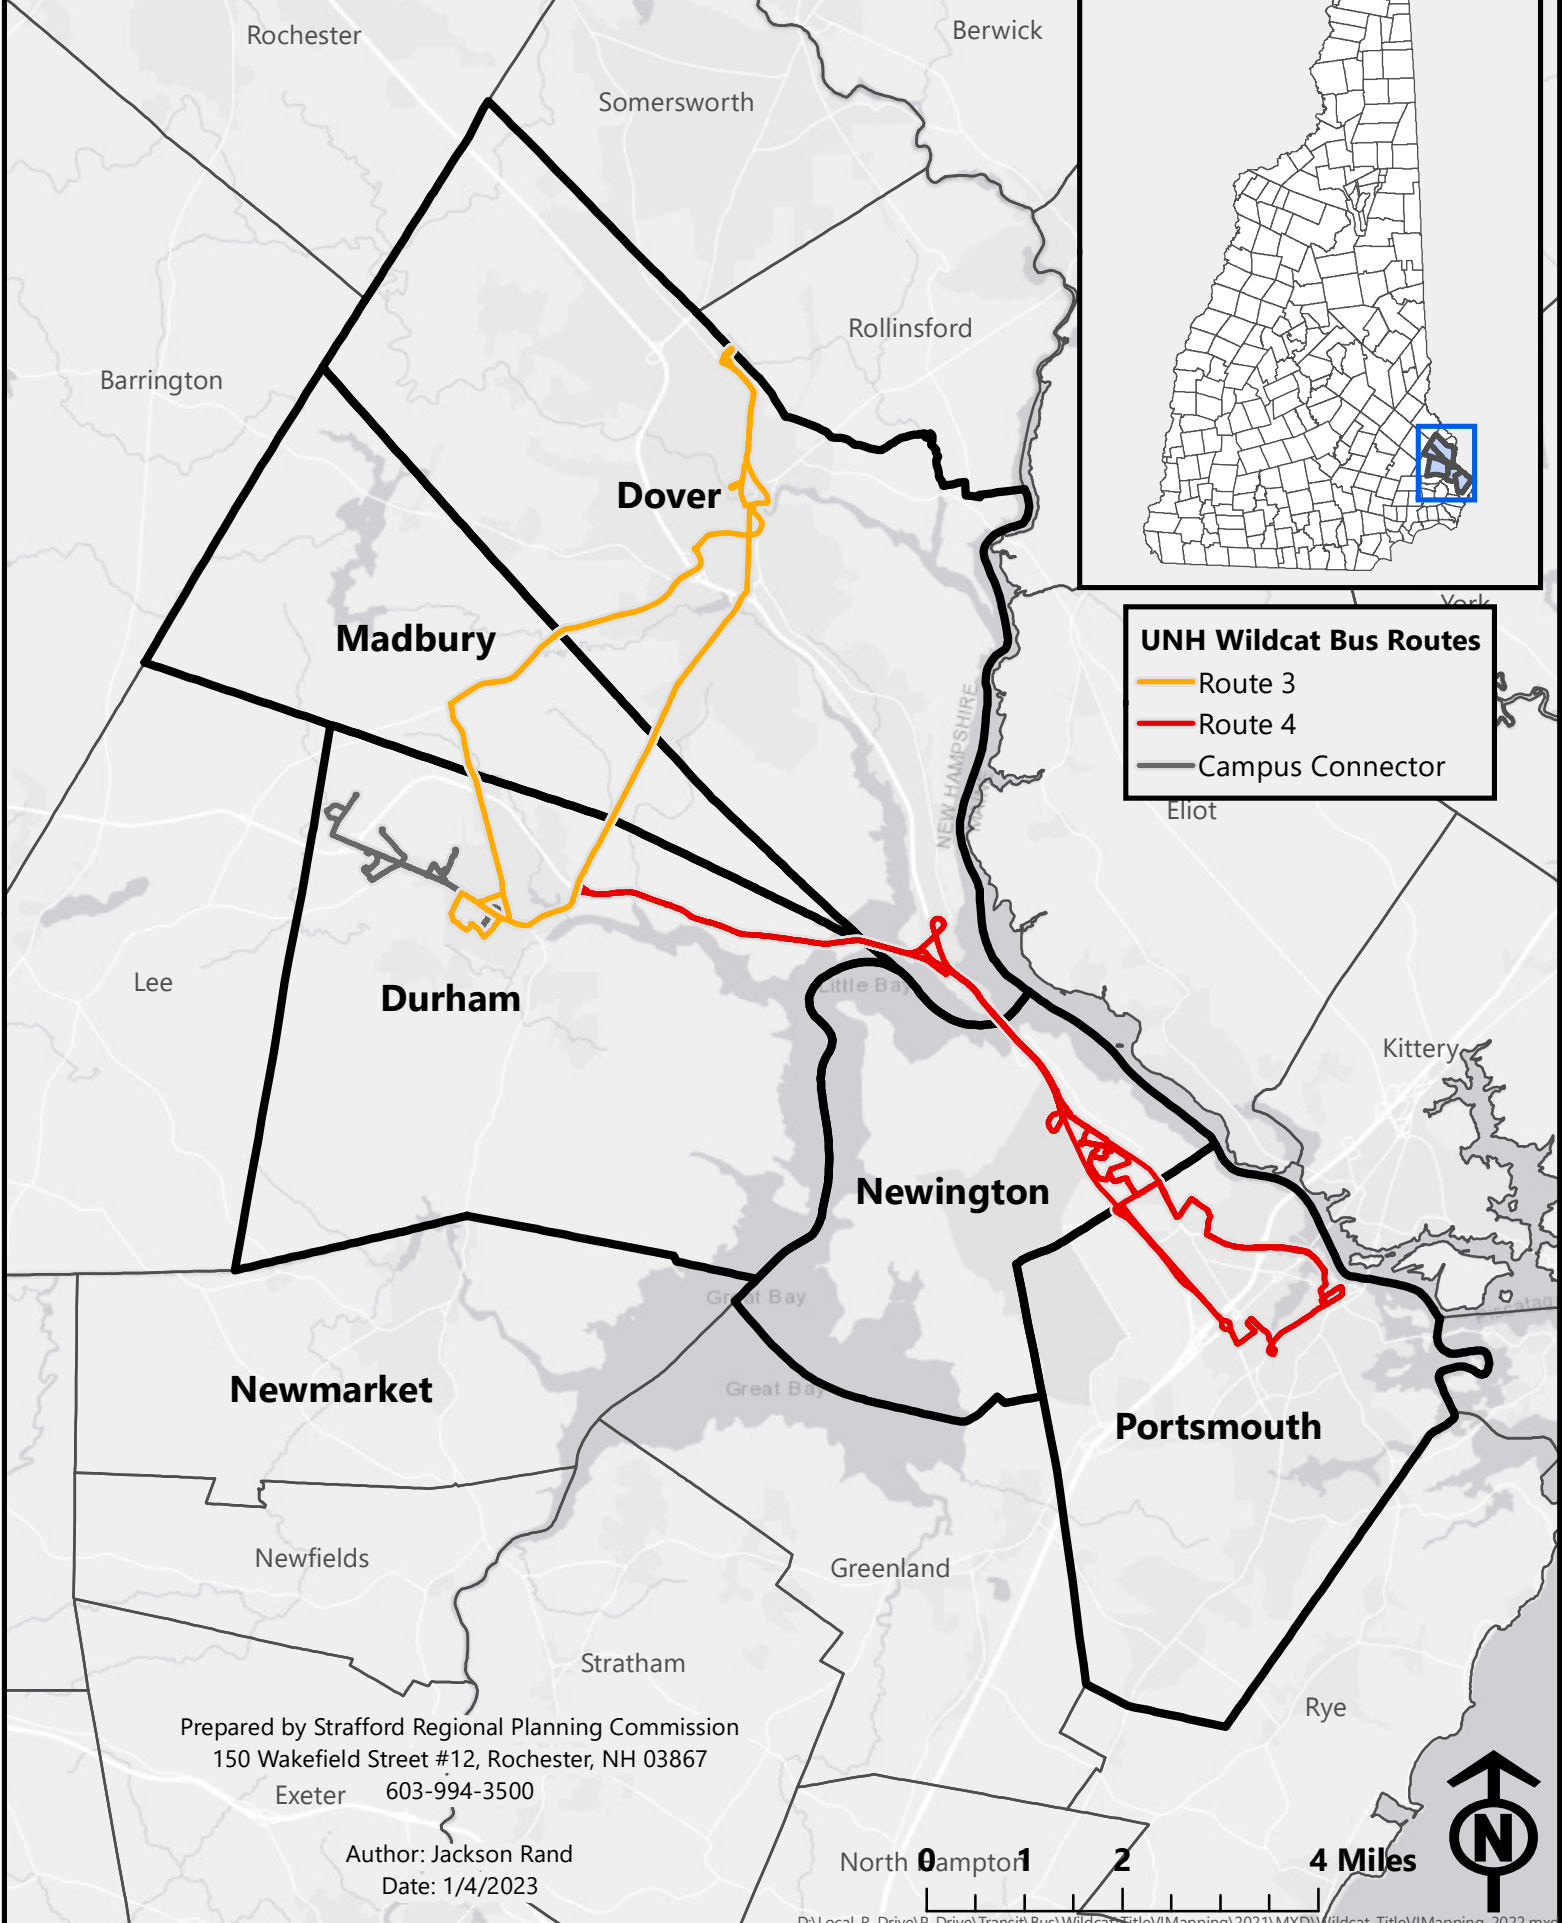 Rochester
Berwick
Somersworth
Rollinsford
Barrington
Dover
York
UNH Wildcat Bus Routes
Route 3
Route 4
Campus Connector
Madbury
NEW HAMPSHIRE
Eliot
Lee
Durham
Little Bay
Kittery
Newington
Great Bay
Newmarket
Great Bay
Portsmouth
Newfields
Greenland
Stratham
Rye
Prepared by Strafford Regional Planning Commission
150 Wakefield Street #12, Rochester, NH 03867
603-994-3500
Exeter
Author: Jackson Rand
Date: 1/4/2023
North Hampton
0 1 2 4 Miles
N